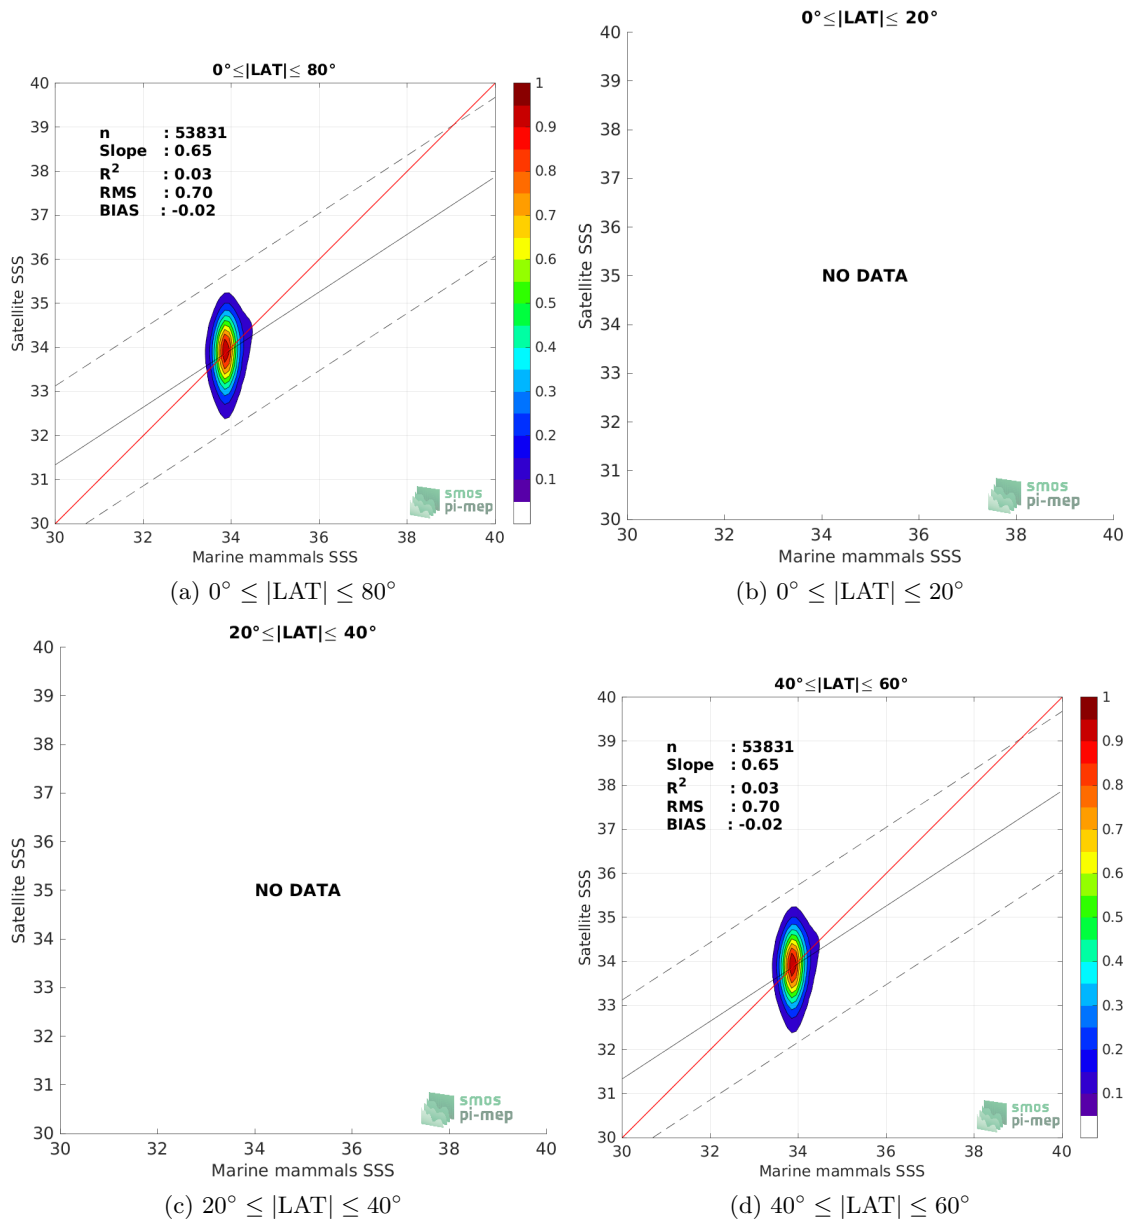 0°≤|LAT|≤ 80°
40
39
38
37
36
35
34
33
32
31
30
n : 53831
Slope : 0.65
R² : 0.03
RMS : 0.70
BIAS : -0.02
1
0.9
0.8
0.7
0.6
0.5
0.4
0.3
0.2
0.1
Satellite SSS
smos
pi-mep
30 32 34 36 38 40
Marine mammals SSS
(a) 0° ≤ |LAT| ≤ 80°
0°≤|LAT|≤ 20°
40
39
38
37
36
35
34
33
32
31
30
Satellite SSS
NO DATA
smos
pi-mep
30 32 34 36 38 40
Marine mammals SSS
(b) 0° ≤ |LAT| ≤ 20°
20°≤|LAT|≤ 40°
40
39
38
37
36
35
34
33
32
31
30
Satellite SSS
NO DATA
smos
pi-mep
30 32 34 36 38 40
Marine mammals SSS
(c) 20° ≤ |LAT| ≤ 40°
40°≤|LAT|≤ 60°
40
39
38
37
36
35
34
33
32
31
30
n : 53831
Slope : 0.65
R² : 0.03
RMS : 0.70
BIAS : -0.02
1
0.9
0.8
0.7
0.6
0.5
0.4
0.3
0.2
0.1
Satellite SSS
smos
pi-mep
30 32 34 36 38 40
Marine mammals SSS
(d) 40° ≤ |LAT| ≤ 60°